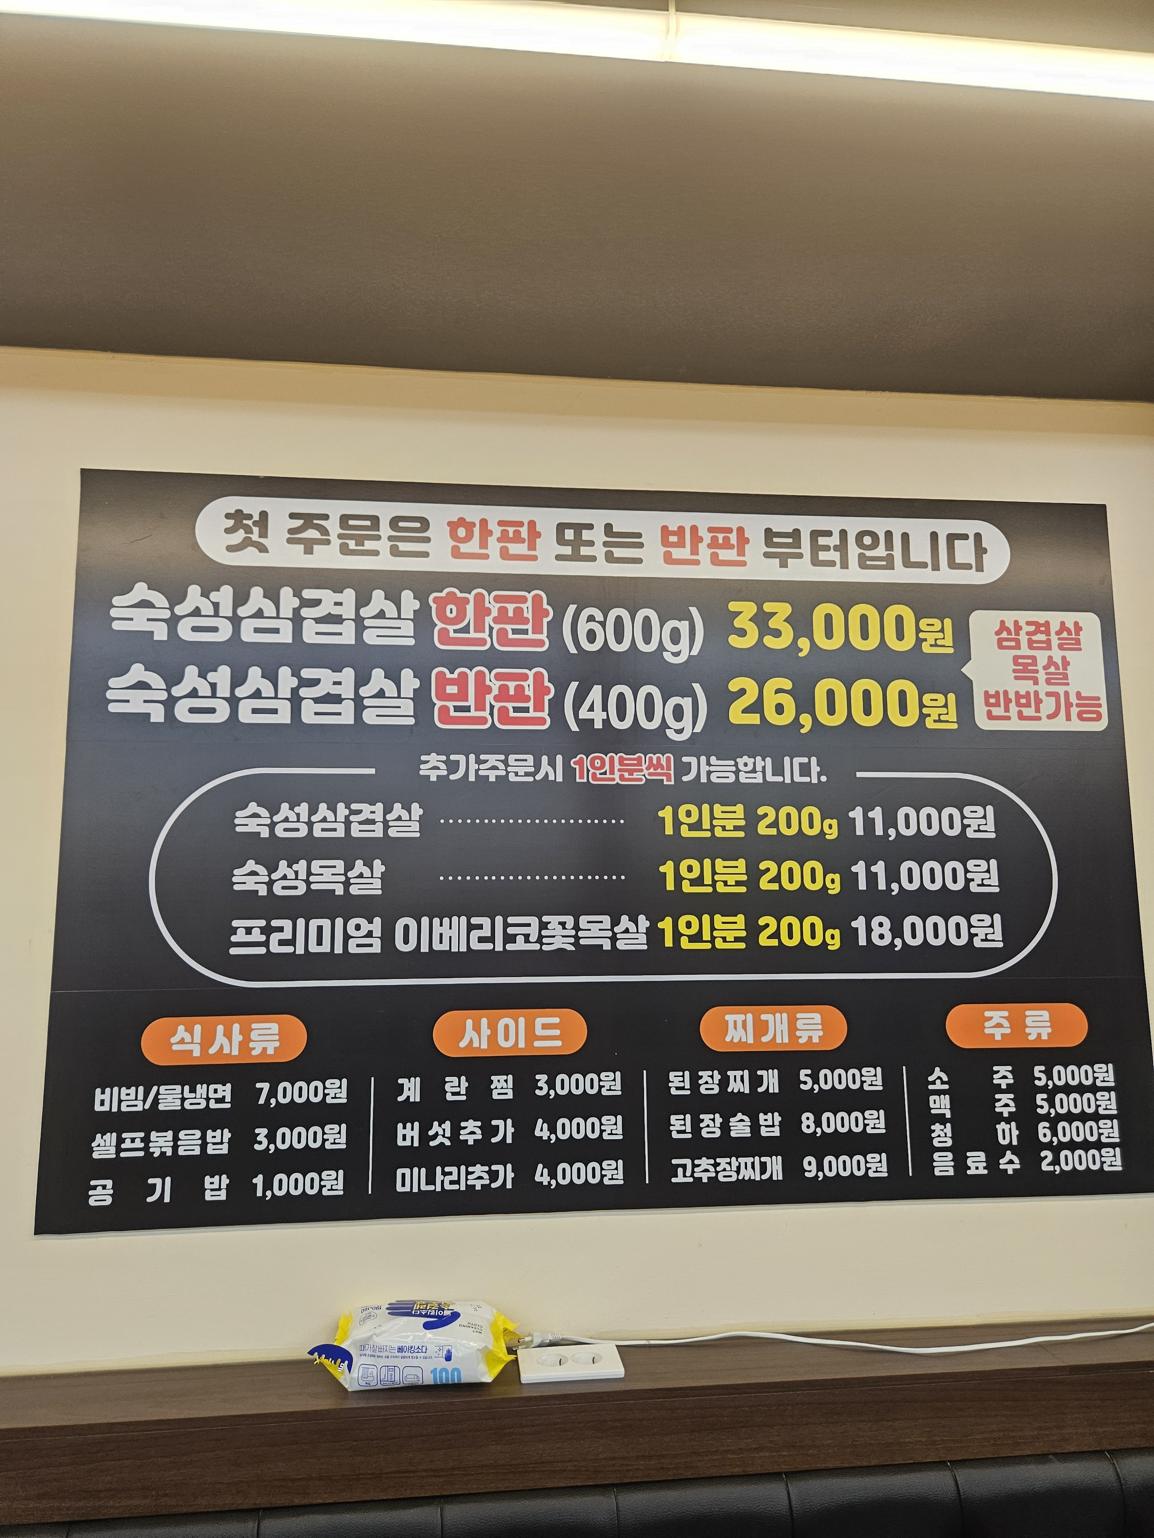 첫 주문은 한판 또는 반판 부터입니다
숙성삼겹살 한판 (600g) 33,000원
숙성삼겹살 반판 (400g) 26,000원
삼겹살
목살
반반가능
추가주문시 1인분씩 가능합니다.
숙성삼겹살 ........................ 1인분 200g 11,000원
숙성목살 ........................ 1인분 200g 11,000원
프리미엄 이베리코꽃목살 1인분 200g 18,000원
식사류
비빔/물냉면 7,000원
셀프볶음밥 3,000원
공기밥 1,000원
사이드
계란찜 3,000원
버섯추가 4,000원
미나리추가 4,000원
찌개류
된장찌개 5,000원
된장술밥 8,000원
고추장찌개 9,000원
주류
소주 5,000원
맥주 5,000원
청하 6,000원
음료수 2,000원
베이킹소다
100